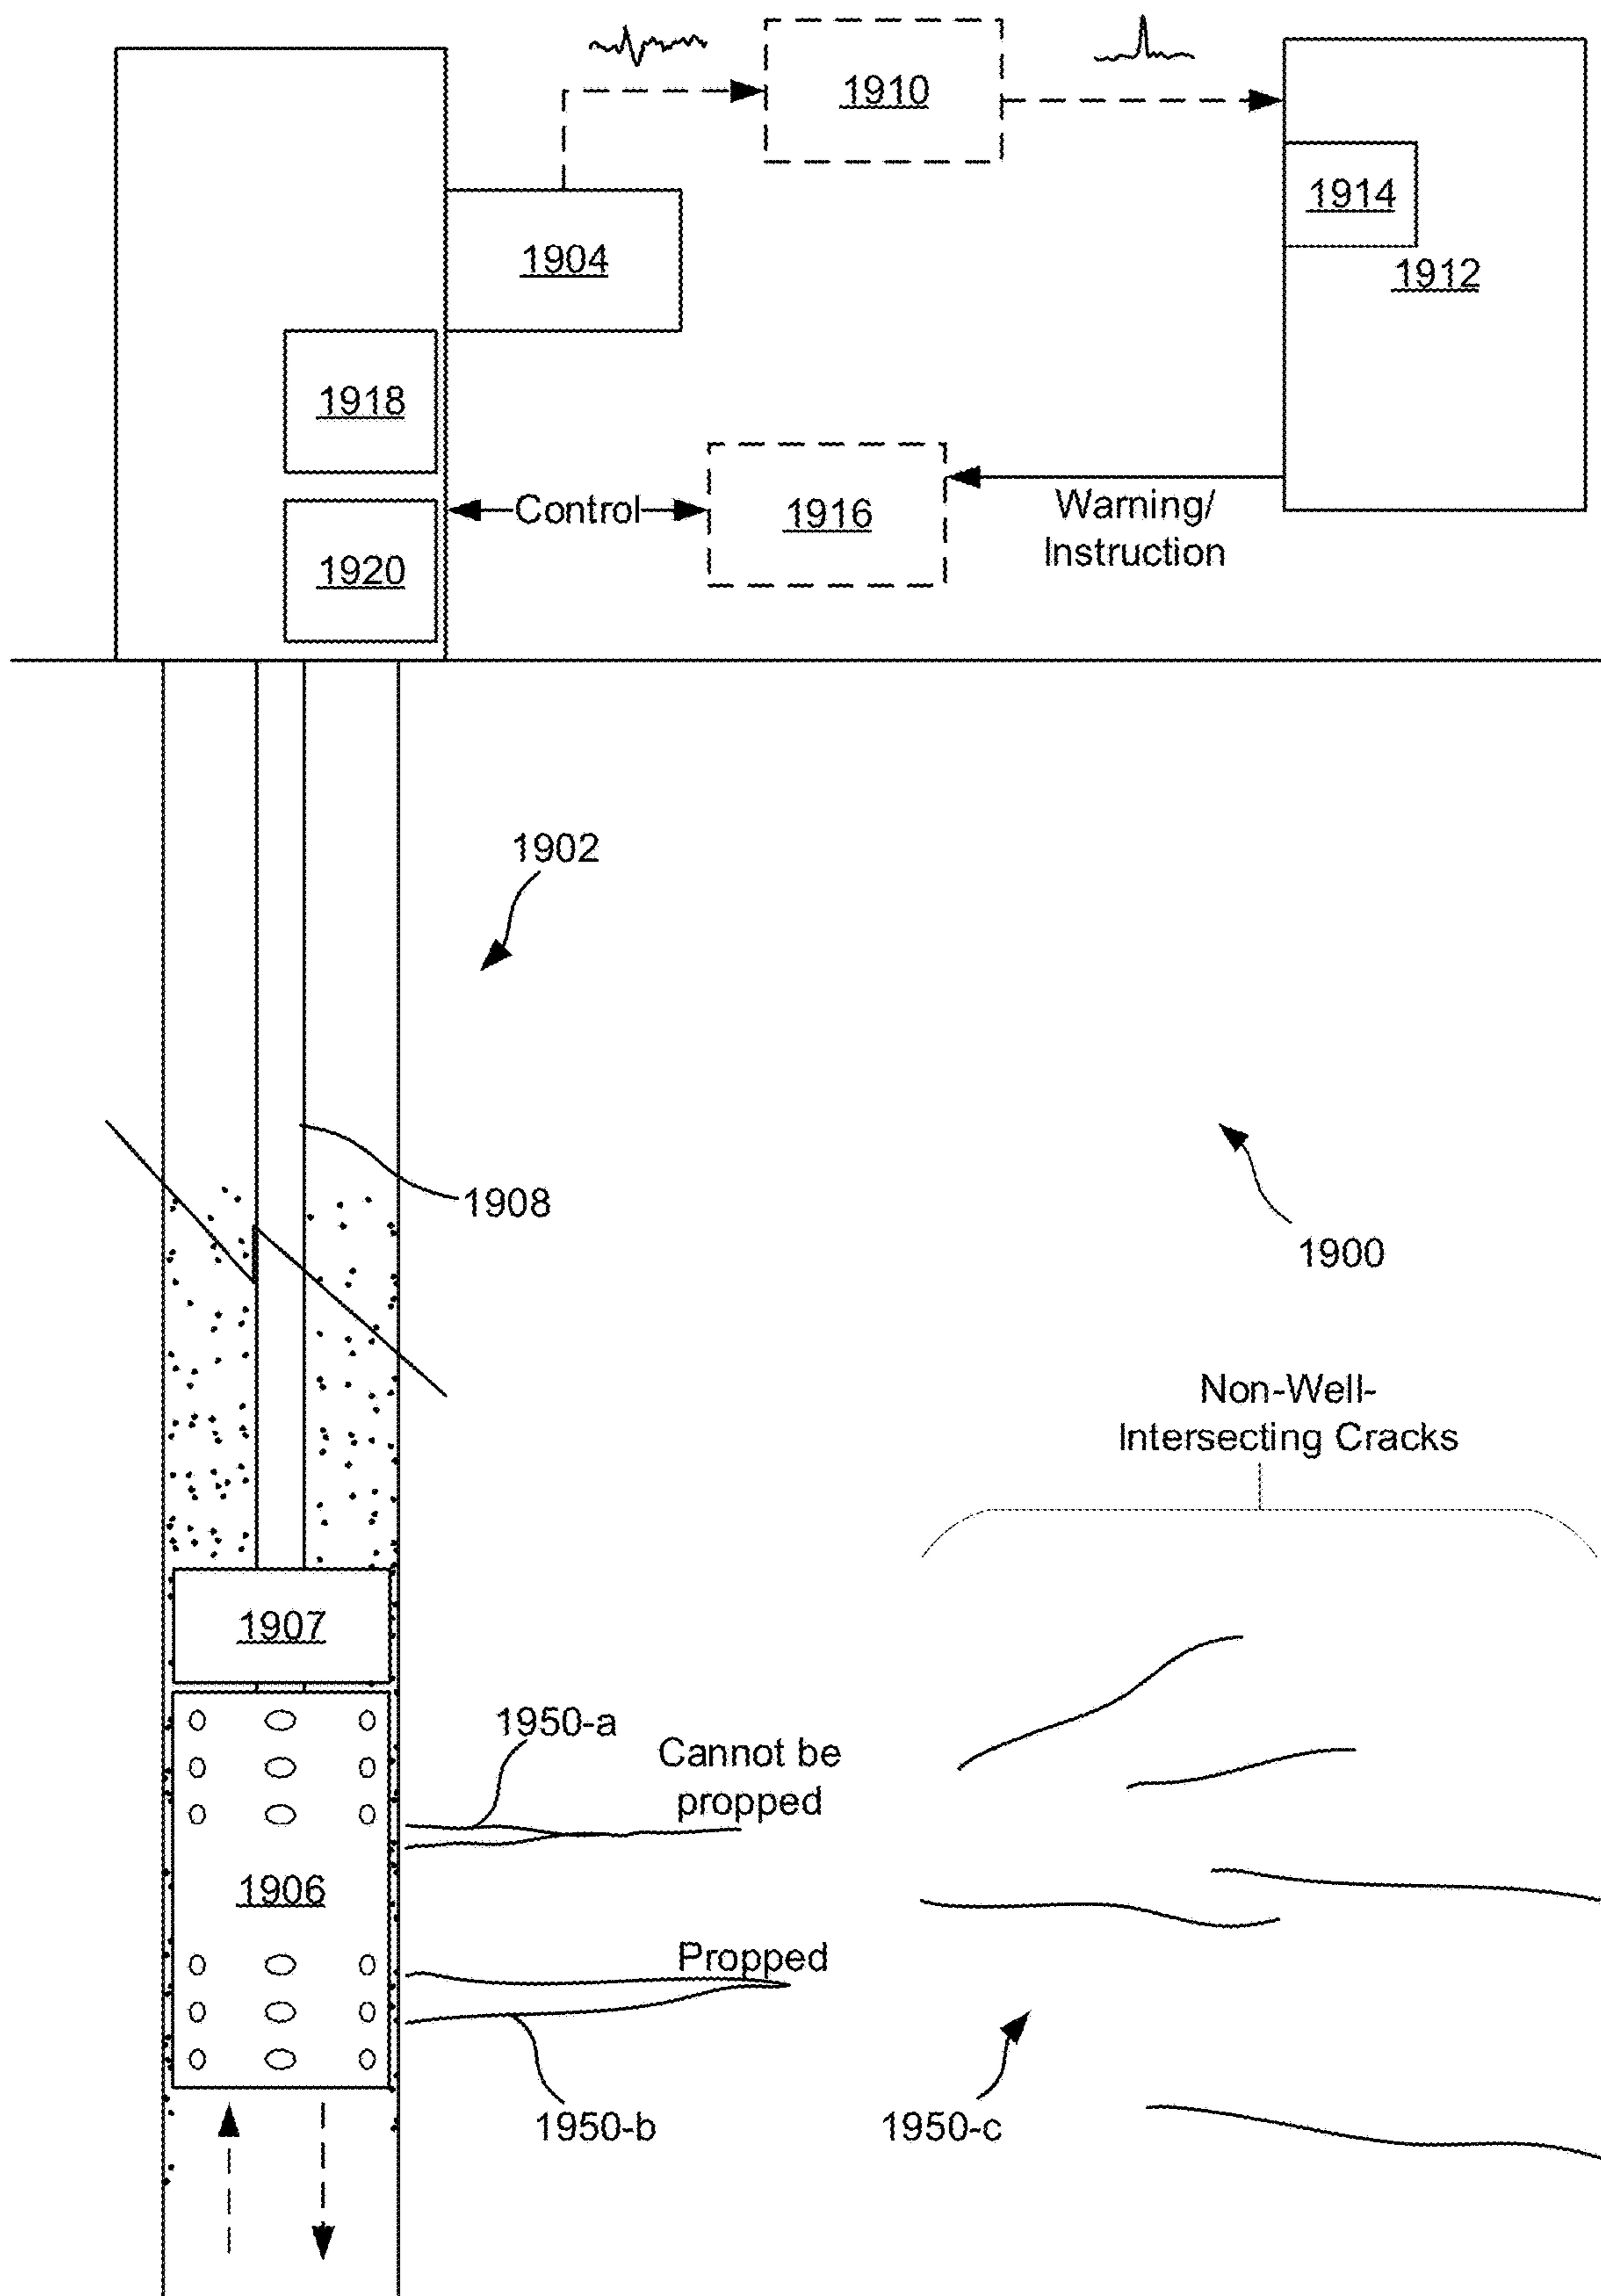 1910
1914
1904
1912
1918
Control
1916
Warning/
Instruction
1920
1902
1908
1900
Non-Well-
Intersecting Cracks
1907
1950-a
Cannot be
propped
1906
Propped
1950-b
1950-c